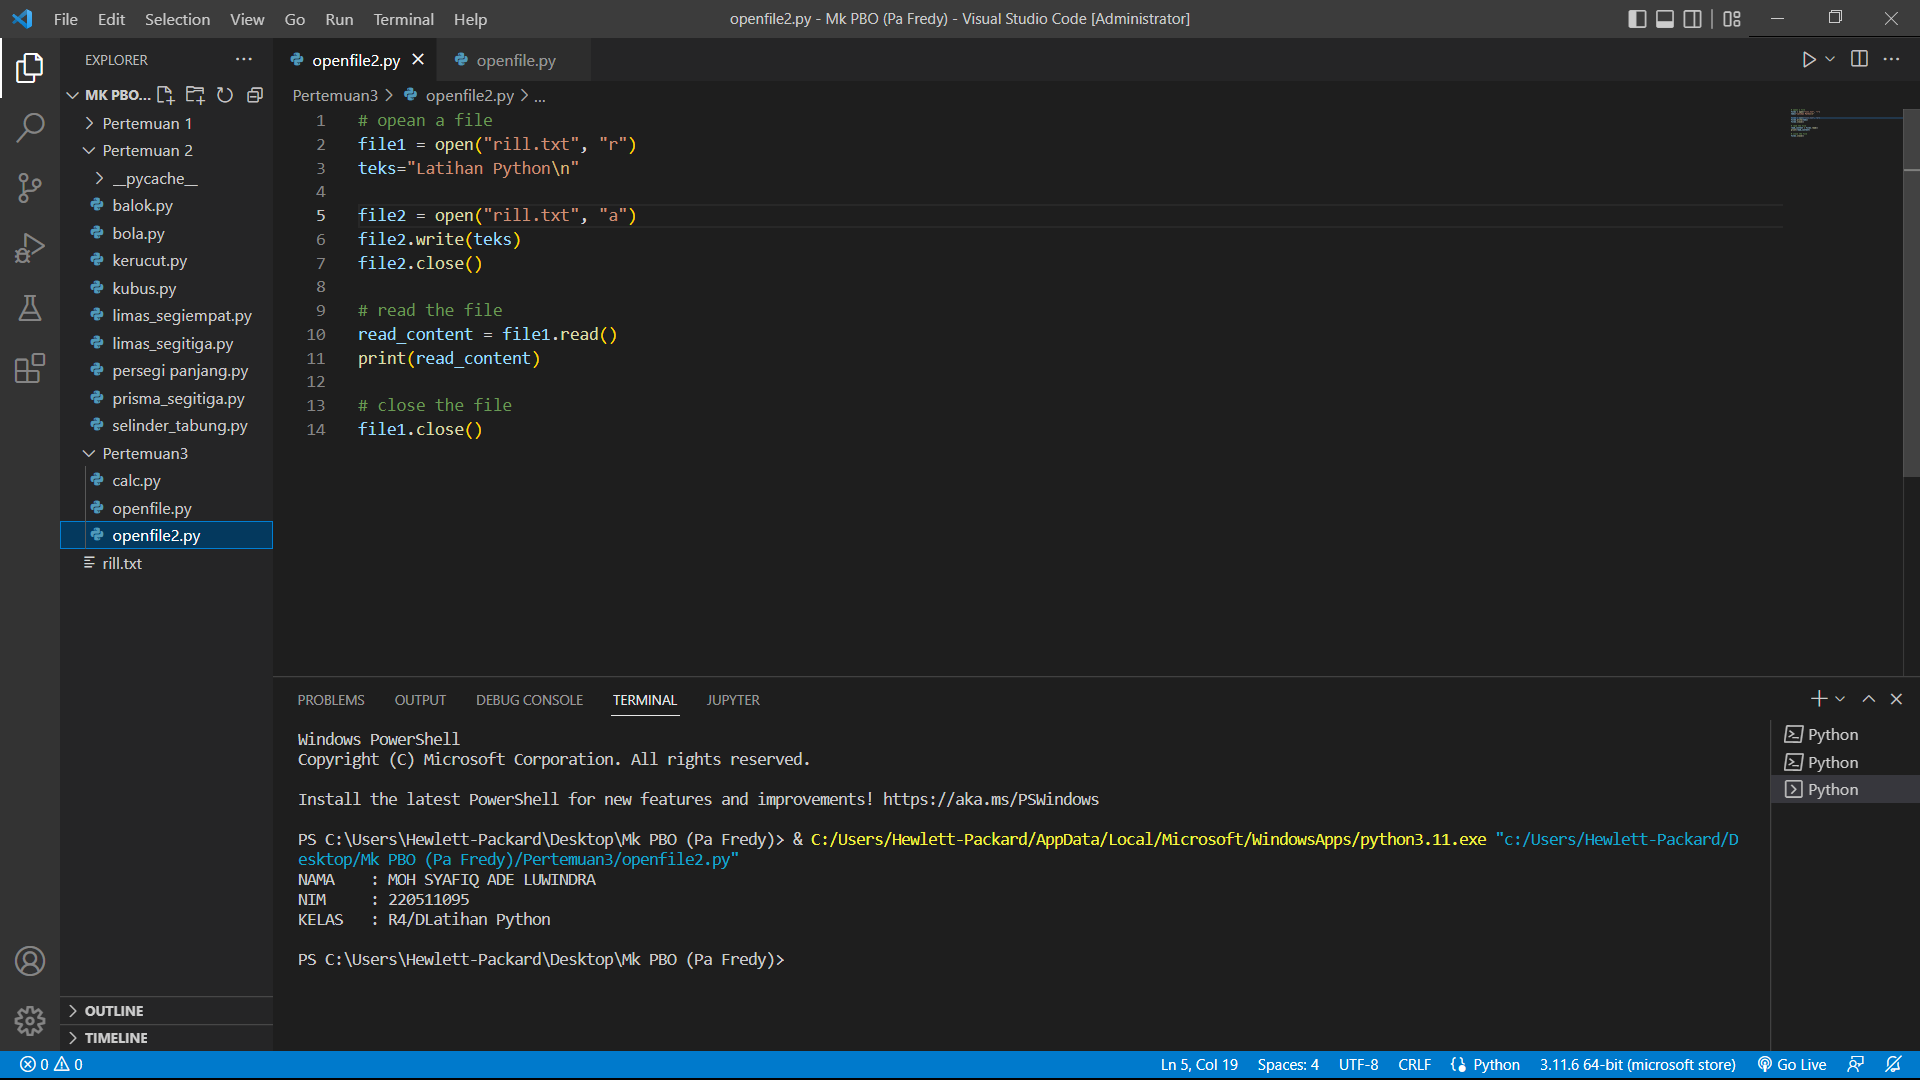 File Edit Selection View Go Run Terminal Help
openfile2.py - Mk PBO (Pa Fredy) - Visual Studio Code [Administrator]
EXPLORER
MK PBO...
Pertemuan 1
Pertemuan 2
__pycache__
balok.py
bola.py
kerucut.py
kubus.py
limas_segiempat.py
limas_segitiga.py
persegi panjang.py
prisma_segitiga.py
selinder_tabung.py
Pertemuan3
calc.py
openfile.py
openfile2.py
rill.txt
OUTLINE
TIMELINE
openfile2.py openfile.py
Pertemuan3 > openfile2.py > ...
1 # opean a file
2 file1 = open("rill.txt", "r")
3 teks="Latihan Python\n"
4
5 file2 = open("rill.txt", "a")
6 file2.write(teks)
7 file2.close()
8
9 # read the file
10 read_content = file1.read()
11 print(read_content)
12
13 # close the file
14 file1.close()
PROBLEMS OUTPUT DEBUG CONSOLE TERMINAL JUPYTER
Windows PowerShell
Copyright (C) Microsoft Corporation. All rights reserved.
Install the latest PowerShell for new features and improvements! https://aka.ms/PSWindows
PS C:\Users\Hewlett-Packard\Desktop\Mk PBO (Pa Fredy)> & C:/Users/Hewlett-Packard/AppData/Local/Microsoft/WindowsApps/python3.11.exe "c:/Users/Hewlett-Packard/D
esktop/Mk PBO (Pa Fredy)/Pertemuan3/openfile2.py"
NAMA : MOH SYAFIQ ADE LUWINDRA
NIM : 220511095
KELAS : R4/DLatihan Python
PS C:\Users\Hewlett-Packard\Desktop\Mk PBO (Pa Fredy)>
Python
Python
Python
0 0
Ln 5, Col 19 Spaces: 4 UTF-8 CRLF Python 3.11.6 64-bit (microsoft store) Go Live